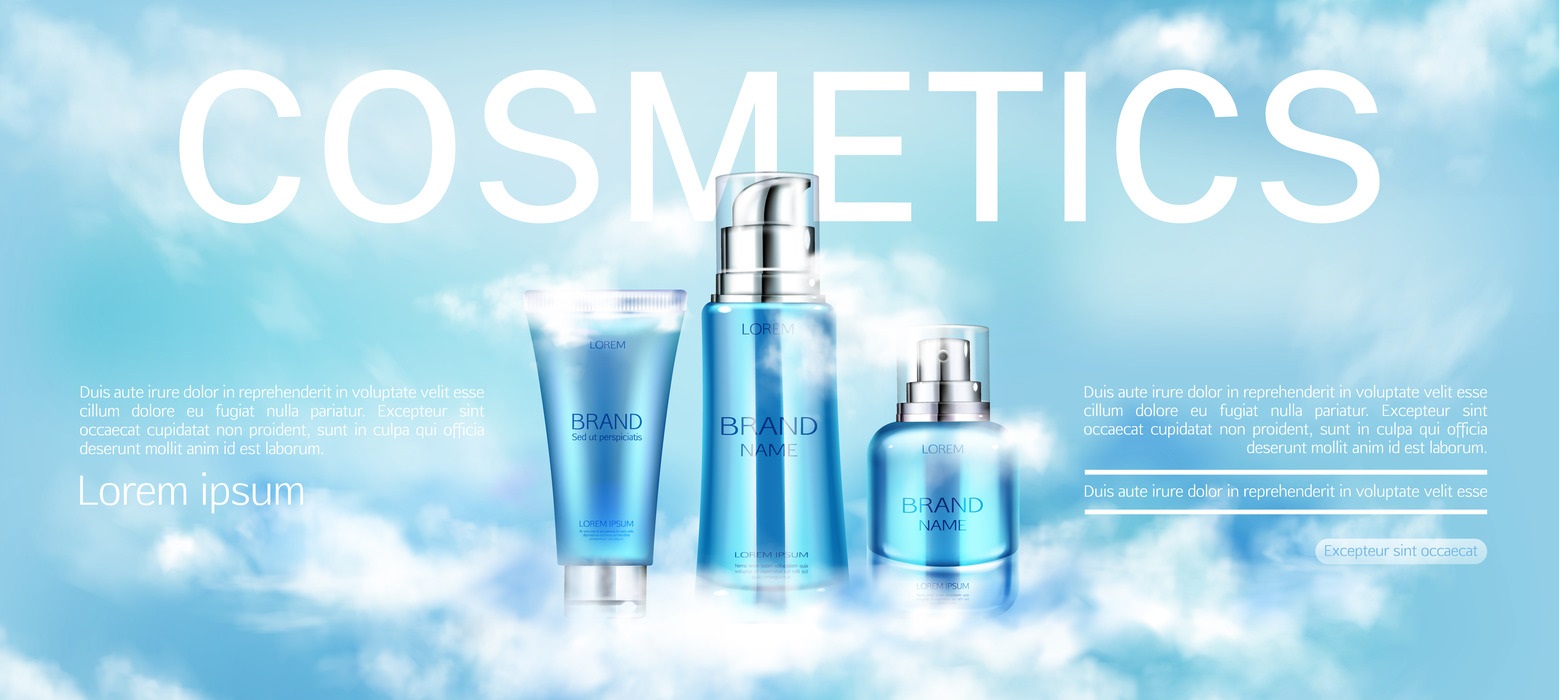 COSMETICS
Duis aute irure dolor in reprehenderit in voluptate velit esse
cillum dolore eu fugiat nulla pariatur. Excepteur sint
occaecat cupidatat non proident, sunt in culpa qui officia
deserunt mollit anim id est laborum.
Lorem ipsum
LOREM
BRAND
Sed ut perspiciatis
LOREM IPSUM
LOREM
BRAND
NAME
LOREM IPSUM
LOREM
BRAND
NAME
LOREM IPSUM
Duis aute irure dolor in reprehenderit in voluptate velit esse
cillum dolore eu fugiat nulla pariatur. Excepteur sint
occaecat cupidatat non proident, sunt in culpa qui officia
deserunt mollit anim id est laborum.
Duis aute irure dolor in reprehenderit in voluptate velit esse
Excepteur sint occaecat